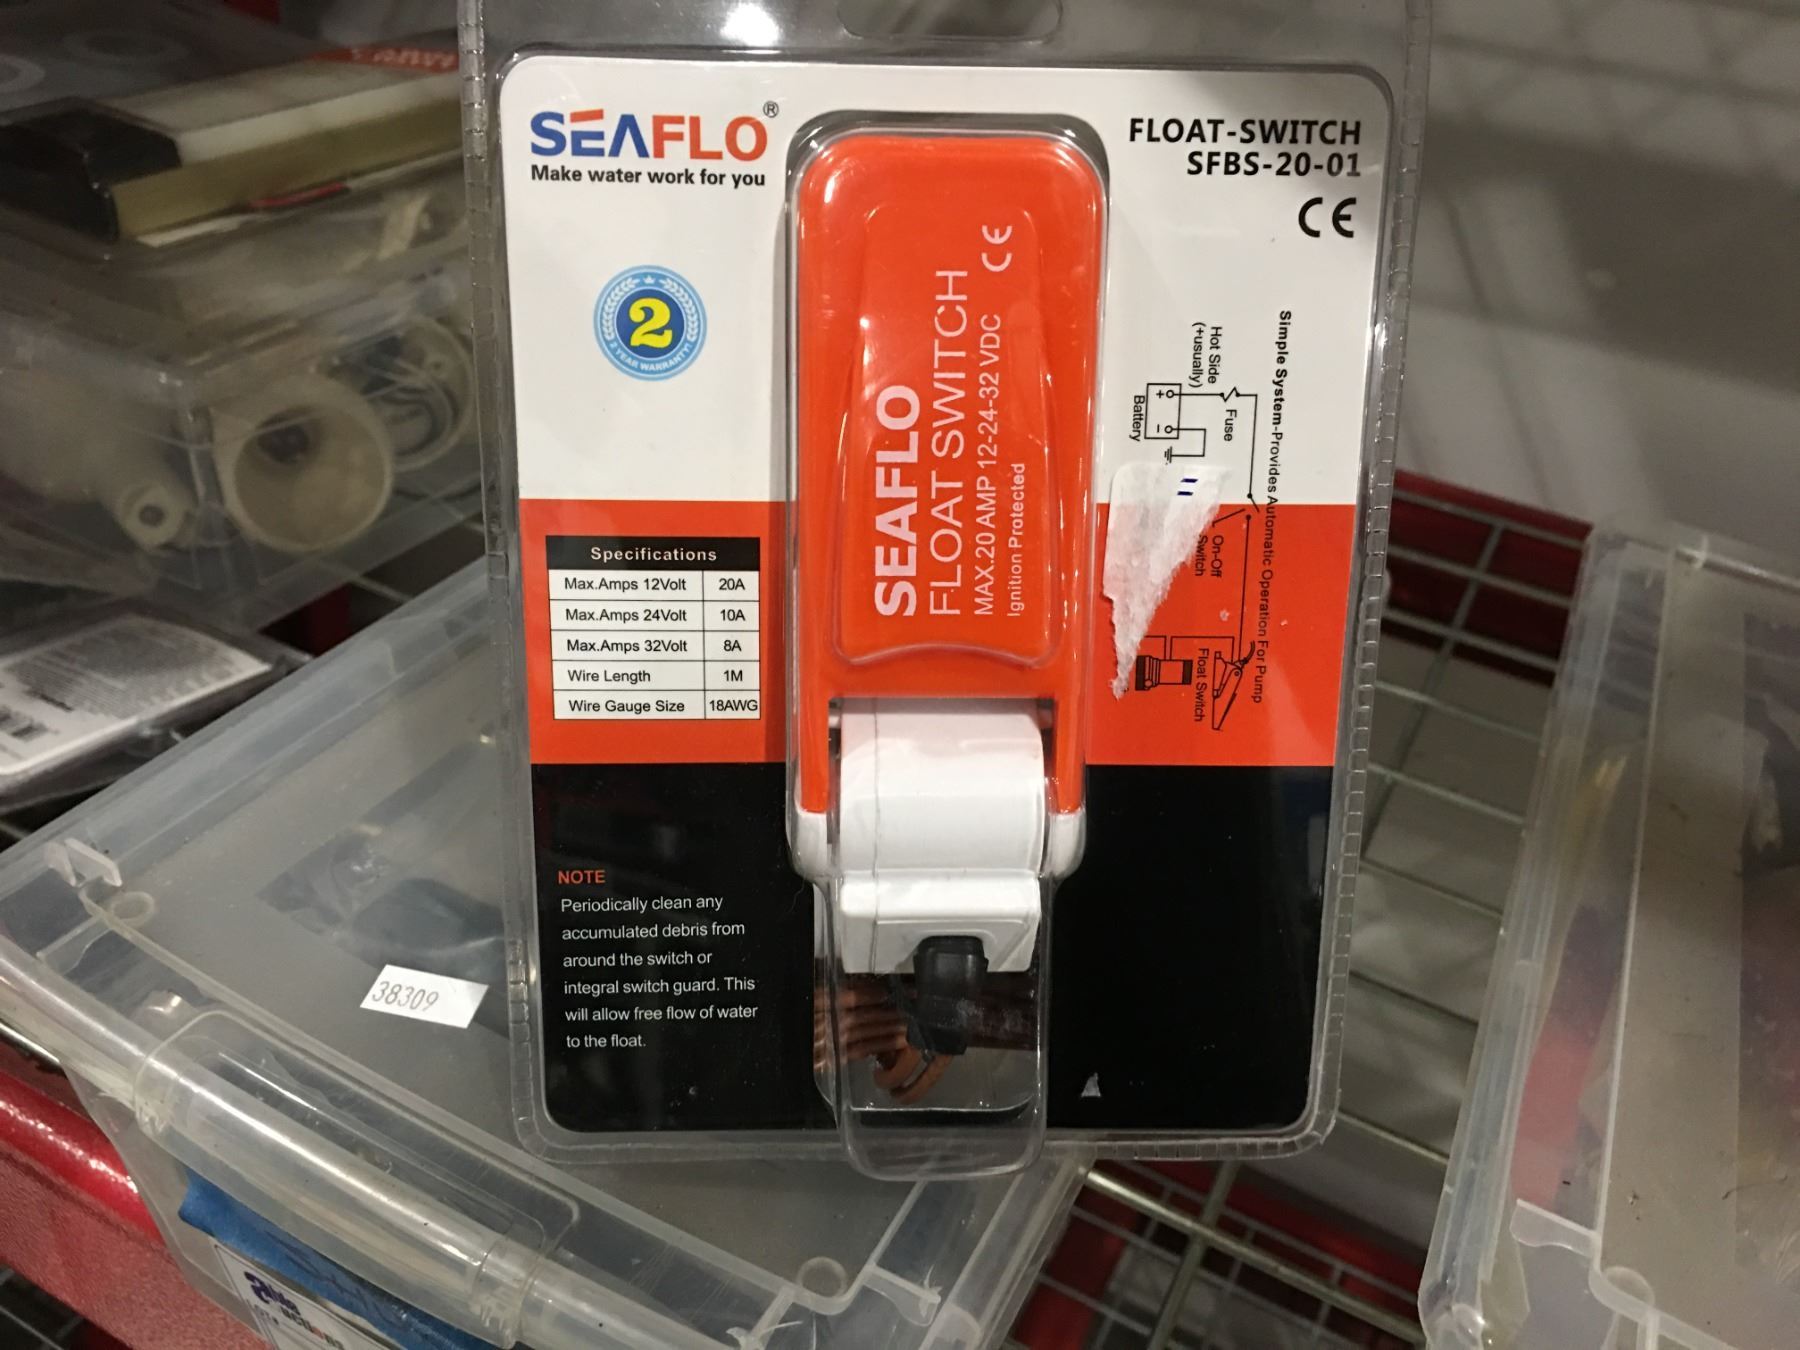 SEAFLO®
Make water work for you
FLOAT-SWITCH
SFBS-20-01
CE
2
2 YEAR WARRANTY!
SEAFLO
FLOAT SWITCH
MAX.20 AMP 12-24-32 VDC CE
Ignition Protected
Simple System-Provides Automatic Operation For Pump
Hot Side
(+usually)
Fuse
+ −
Battery
On-Off
Switch
Float Switch
Specifications
Max.Amps 12Volt 20A
Max.Amps 24Volt 10A
Max.Amps 32Volt 8A
Wire Length 1M
Wire Gauge Size 18AWG
NOTE
Periodically clean any
accumulated debris from
around the switch or
integral switch guard. This
will allow free flow of water
to the float.
38309